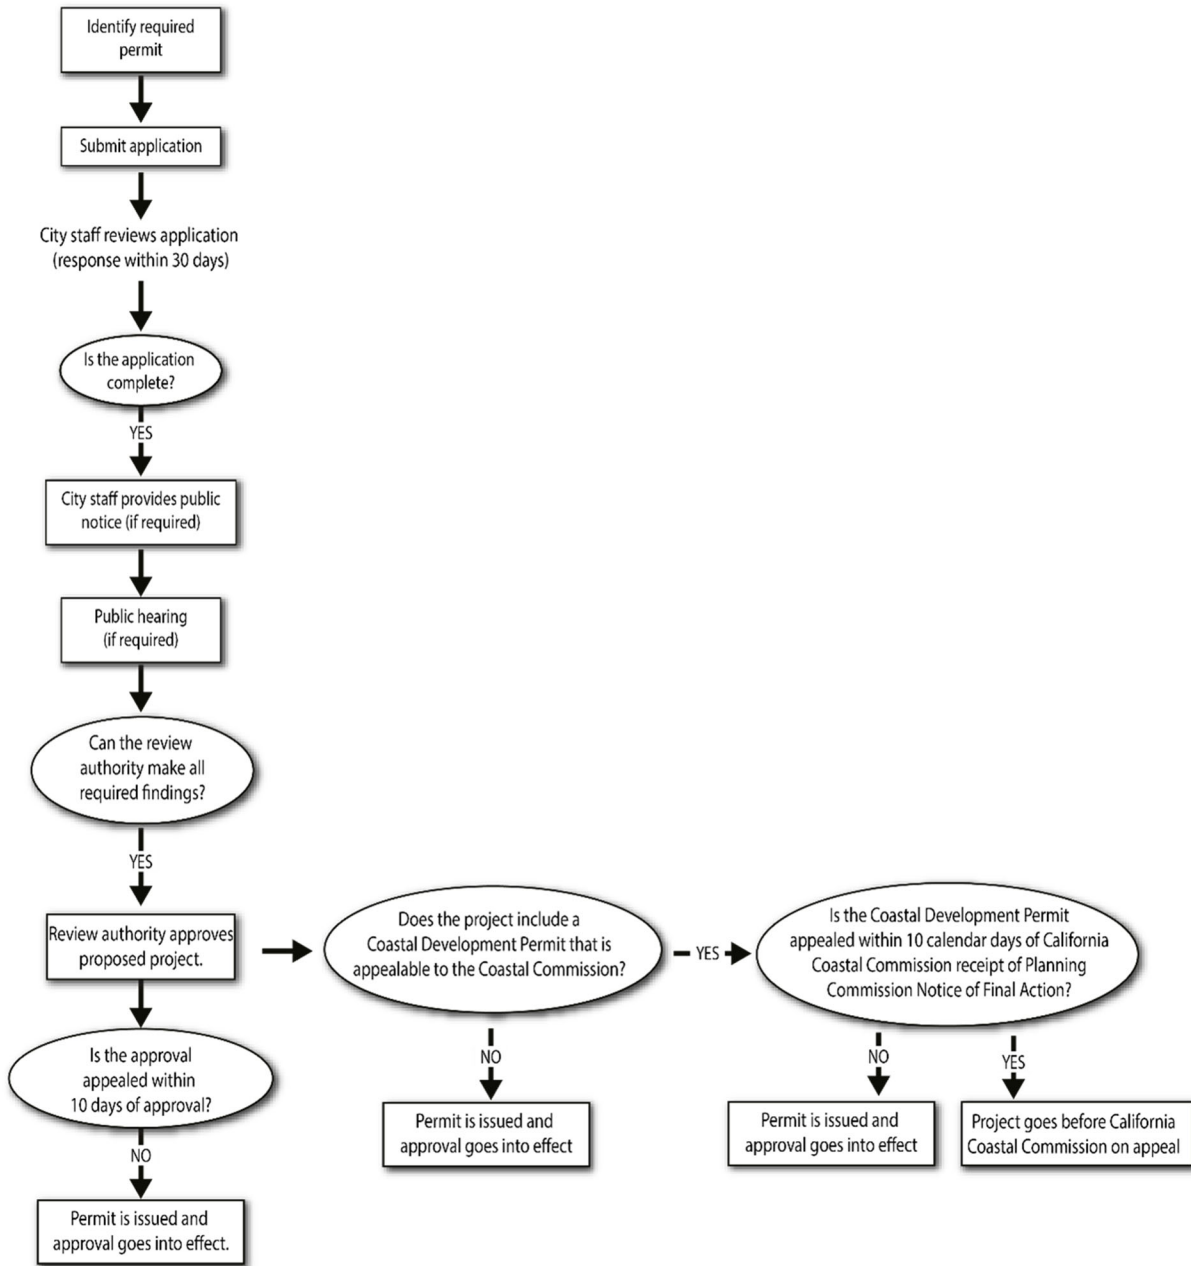 Identify required
permit
Submit application
City staff reviews application
(response within 30 days)
Is the application
complete?
YES
City staff provides public
notice (if required)
Public hearing
(if required)
Can the review
authority make all
required findings?
YES
Review authority approves
proposed project.
Is the approval
appealed within
10 days of approval?
NO
Permit is issued and
approval goes into effect.
Does the project include a
Coastal Development Permit that is
appealable to the Coastal Commission?
NO
Permit is issued and
approval goes into effect
YES
Is the Coastal Development Permit
appealed within 10 calendar days of California
Coastal Commission receipt of Planning
Commission Notice of Final Action?
NO
Permit is issued and
approval goes into effect
YES
Project goes before California
Coastal Commission on appeal